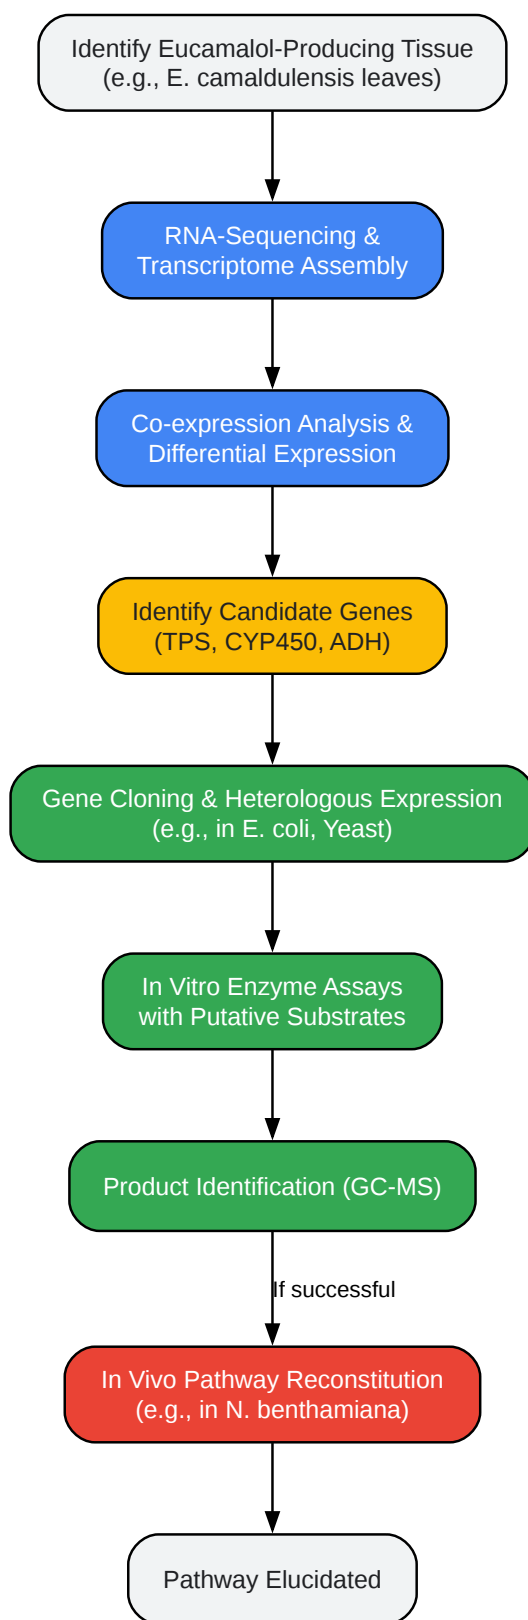 Identify Eucamalol-Producing Tissue
(e.g., E. camaldulensis leaves)
RNA-Sequencing &
Transcriptome Assembly
Co-expression Analysis &
Differential Expression
Identify Candidate Genes
(TPS, CYP450, ADH)
Gene Cloning & Heterologous Expression
(e.g., in E. coli, Yeast)
In Vitro Enzyme Assays
with Putative Substrates
Product Identification (GC-MS)
If successful
In Vivo Pathway Reconstitution
(e.g., in N. benthamiana)
Pathway Elucidated